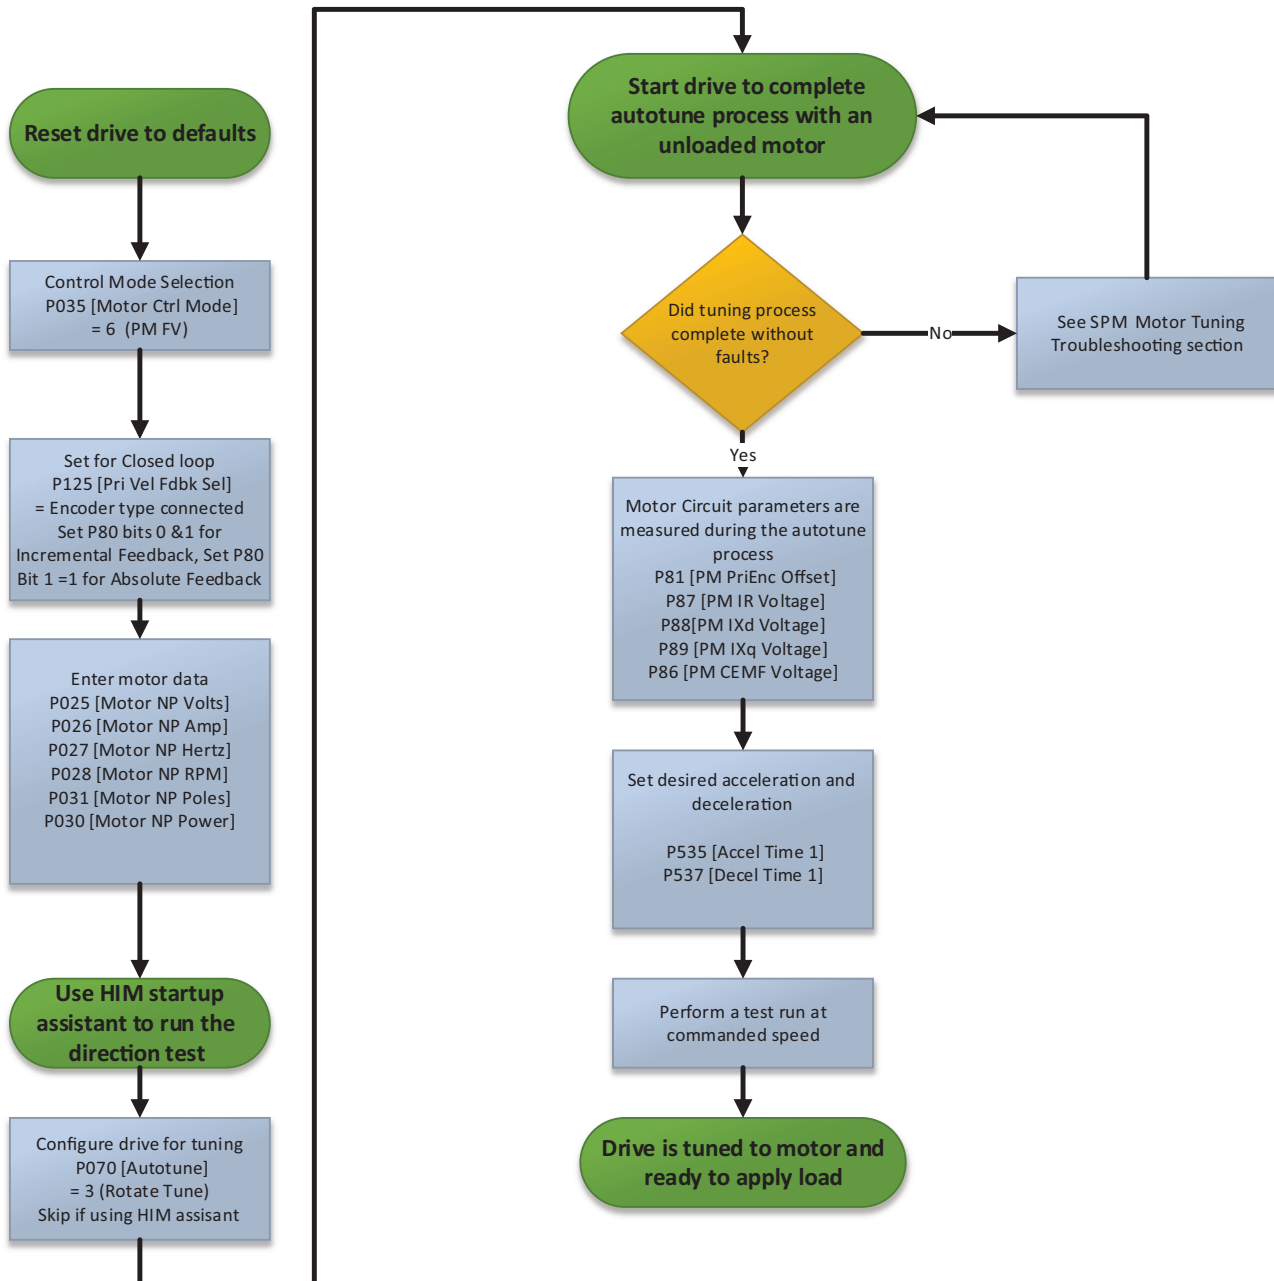 Reset drive to defaults
Control Mode Selection
P035 [Motor Ctrl Mode]
= 6 (PM FV)
Set for Closed loop
P125 [Pri Vel Fdbk Sel]
= Encoder type connected
Set P80 bits 0 &1 for
Incremental Feedback, Set P80
Bit 1 =1 for Absolute Feedback
Enter motor data
P025 [Motor NP Volts]
P026 [Motor NP Amp]
P027 [Motor NP Hertz]
P028 [Motor NP RPM]
P031 [Motor NP Poles]
P030 [Motor NP Power]
Use HIM startup
assistant to run the
direction test
Configure drive for tuning
P070 [Autotune]
= 3 (Rotate Tune)
Skip if using HIM assisant
Start drive to complete
autotune process with an
unloaded motor
Did tuning process
complete without
faults?
No
See SPM Motor Tuning
Troubleshooting section
Yes
Motor Circuit parameters are
measured during the autotune
process
P81 [PM PriEnc Offset]
P87 [PM IR Voltage]
P88[PM IXd Voltage]
P89 [PM IXq Voltage]
P86 [PM CEMF Voltage]
Set desired acceleration and
deceleration
P535 [Accel Time 1]
P537 [Decel Time 1]
Perform a test run at
commanded speed
Drive is tuned to motor and
ready to apply load